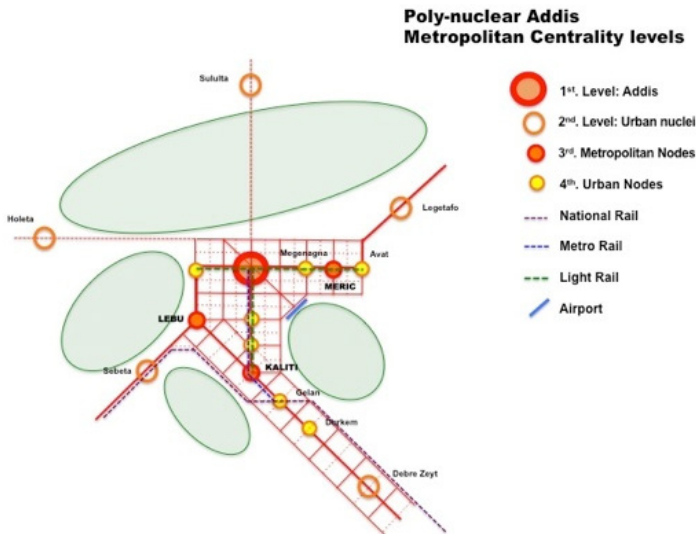 Poly-nuclear Addis
Metropolitan Centrality levels
Sululta
1st. Level: Addis
2nd. Level: Urban nuclei
3rd. Metropolitan Nodes
4th. Urban Nodes
National Rail
Metro Rail
Light Rail
Airport
Holeta
Legetafo
Megenagna
Avat
MERIC
LEBU
KALITI
Sebeta
Gelan
Durkem
Debre Zeyt